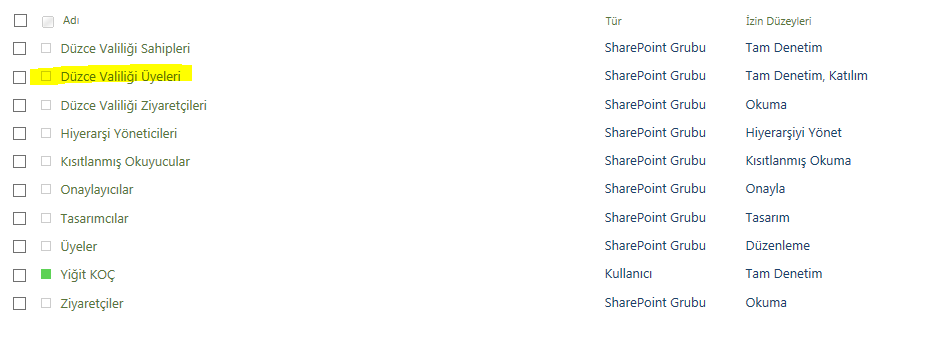 Adı Tür İzin Düzeyleri
Düzce Valiliği Sahipleri SharePoint Grubu Tam Denetim
Düzce Valiliği Üyeleri SharePoint Grubu Tam Denetim, Katılım
Düzce Valiliği Ziyaretçileri SharePoint Grubu Okuma
Hiyerarşi Yöneticileri SharePoint Grubu Hiyerarşiyi Yönet
Kısıtlanmış Okuyucular SharePoint Grubu Kısıtlanmış Okuma
Onaylayıcılar SharePoint Grubu Onayla
Tasarımcılar SharePoint Grubu Tasarım
Üyeler SharePoint Grubu Düzenleme
Yiğit KOÇ Kullanıcı Tam Denetim
Ziyaretçiler SharePoint Grubu Okuma